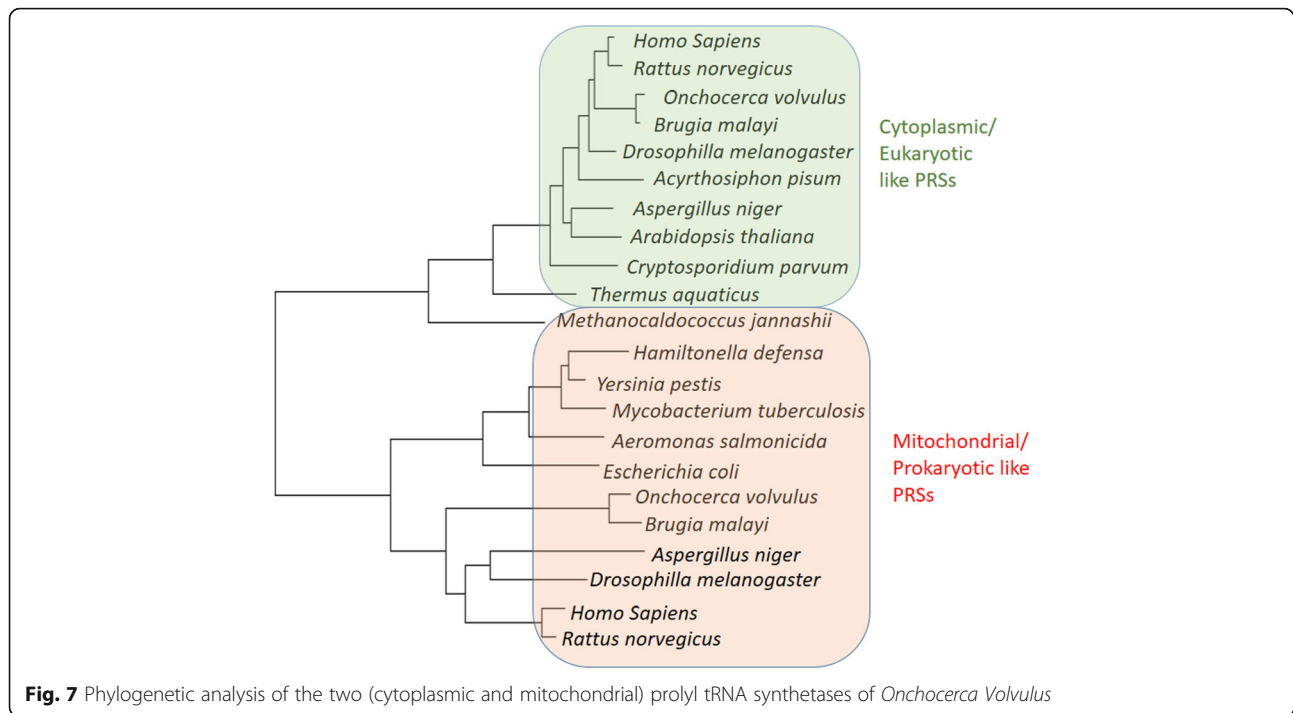 Homo Sapiens
Rattus norvegicus
Onchocerca volvulus
Brugia malayi
Drosophilla melanogaster
Acyrthosiphon pisum
Aspergillus niger
Arabidopsis thaliana
Cryptosporidium parvum
Thermus aquaticus
Cytoplasmic/
Eukaryotic
like PRSs
Methanocaldococcus jannashii
Hamiltonella defensa
Yersinia pestis
Mycobacterium tuberculosis
Aeromonas salmonicida
Escherichia coli
Onchocerca volvulus
Brugia malayi
Aspergillus niger
Drosophilla melanogaster
Homo Sapiens
Rattus norvegicus
Mitochondrial/
Prokaryotic like
PRSs
Fig. 7 Phylogenetic analysis of the two (cytoplasmic and mitochondrial) prolyl tRNA synthetases of Onchocerca Volvulus